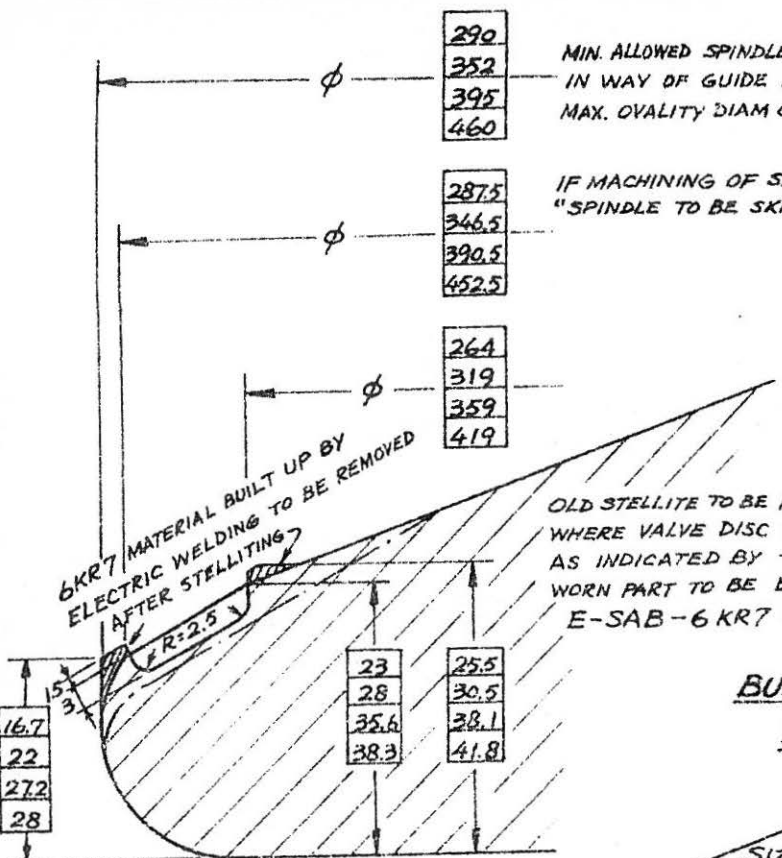 290
352
395
460
MIN. ALLOWED SPINDLE
IN WAY OF GUIDE
MAX. OVALITY DIAM
ϕ
287.5
346.5
390.5
452.5
IF MACHINING OF
"SPINDLE TO BE
ϕ
264
319
359
419
ϕ
6KR7 MATERIAL BUILT UP BY
ELECTRIC WELDING TO BE REMOVED
AFTER STELLITING
OLD STELLITE TO BE
WHERE VALVE DISC
AS INDICATED BY
WORN PART TO BE
E-SAB-6 KR7
R=2.5
3
16.7
22
27.2
28
23
28
35.6
38.3
25.5
30.5
38.1
41.8